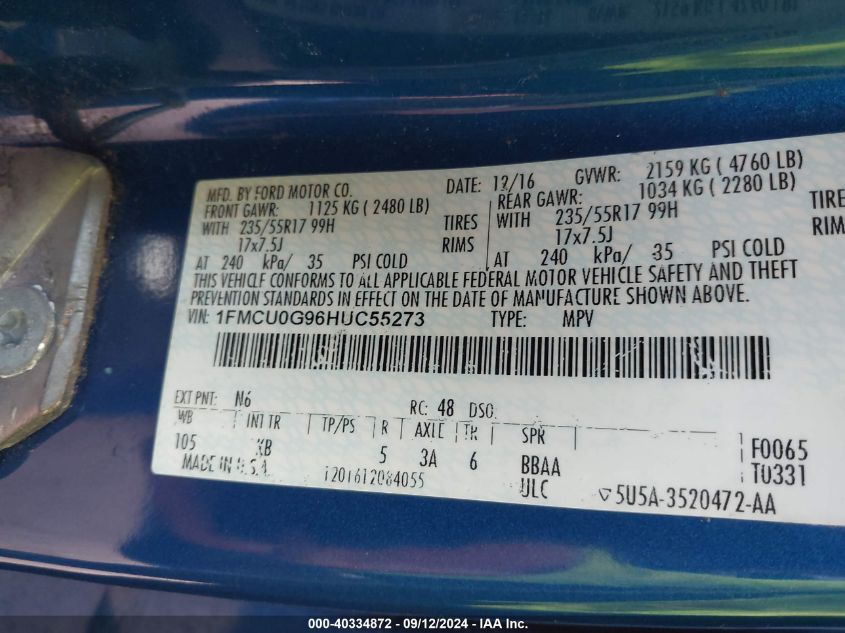 MFD. BY FORD MOTOR CO.
DATE: 12/16 GVWR: 2159 KG ( 4760 LB)
FRONT GAWR: 1125 KG ( 2480 LB)
REAR GAWR: 1034 KG ( 2280 LB)
WITH 235/55R17 99H TIRES
WITH 235/55R17 99H TIRE
17x7.5J RIMS
17x7.5J RIM
AT 240 kPa/ 35 PSI COLD
AT 240 kPa/ 35 PSI COLD
THIS VEHICLE CONFORMS TO ALL APPLICABLE FEDERAL MOTOR VEHICLE SAFETY AND THEFT
PREVENTION STANDARDS IN EFFECT ON THE DATE OF MANUFACTURE SHOWN ABOVE.
VIN: 1FMCU0G96HUC55273 TYPE: MPV
EXT PNT: N6 RC: 48 DSO:
WB INT TR TP/PS R AXLE TR SPR
105 KB 5 3A 6 BBAA F0065
MADE IN U.S.A. 1201612084055 ULC T0331
5U5A-3520472-AA
000-40334872 - 09/12/2024 - IAA Inc.